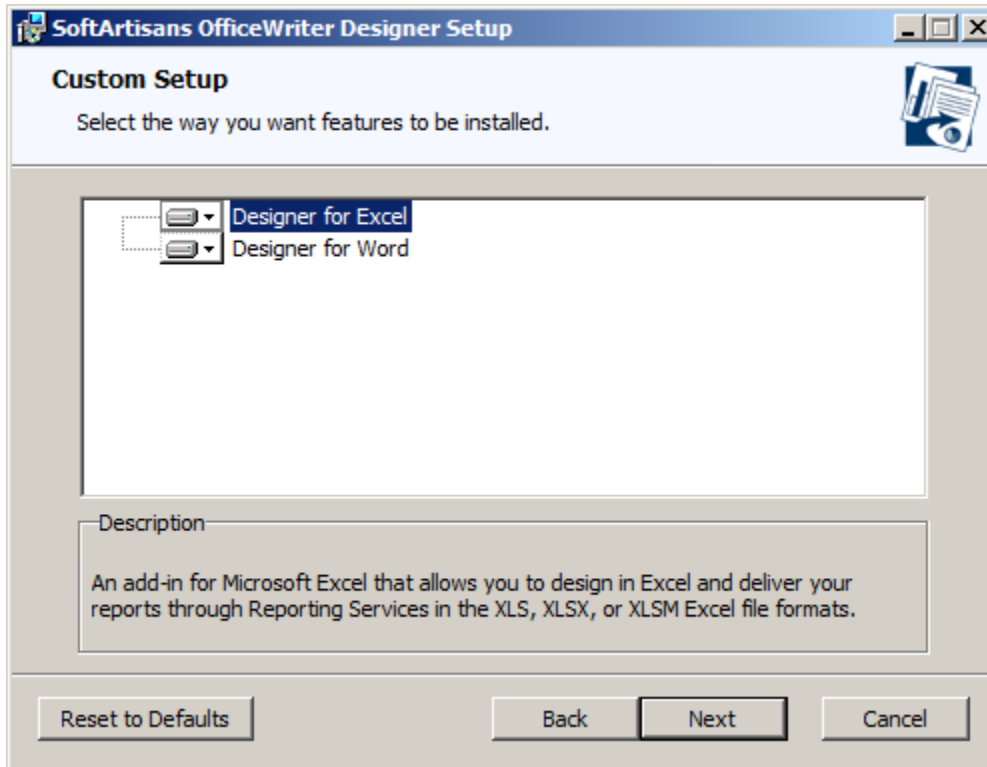 SoftArtisans OfficeWriter Designer Setup
Custom Setup
Select the way you want features to be installed.
Designer for Excel
Designer for Word
Description
An add-in for Microsoft Excel that allows you to design in Excel and deliver your
reports through Reporting Services in the XLS, XLSX, or XLSM Excel file formats.
Reset to Defaults
Back
Next
Cancel